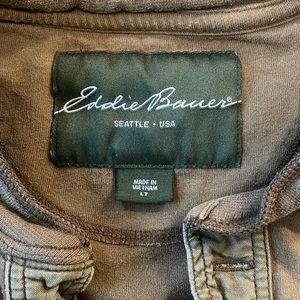 Eddie Bauer®
SEATTLE • USA
MADE IN
VIETNAM
LT